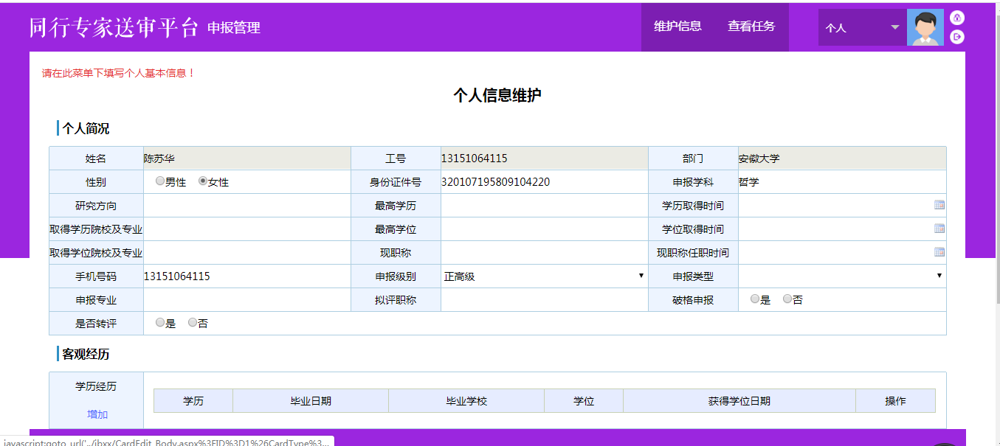 同行专家送审平台 申报管理 维护信息 查看任务 个人
请在此菜单下填写个人基本信息！
个人信息维护
个人简况
姓名 陈苏华 工号 13151064115 部门 安徽大学
性别 男性 女性 身份证件号 320107195809104220 申报学科 哲学
研究方向 最高学历 学历取得时间
取得学历院校及专业 最高学位 学位取得时间
取得学位院校及专业 现职称 现职称任职时间
手机号码 13151064115 申报级别 正高级 申报类型
申报专业 拟评职称 破格申报 是 否
是否转评 是 否
客观经历
学历经历
学历 毕业日期 毕业学校 学位 获得学位日期 操作
增加
javascript:goto_url('../jbxx/CardEdit_Body.aspx%3FID%3D1%26CardType%3...